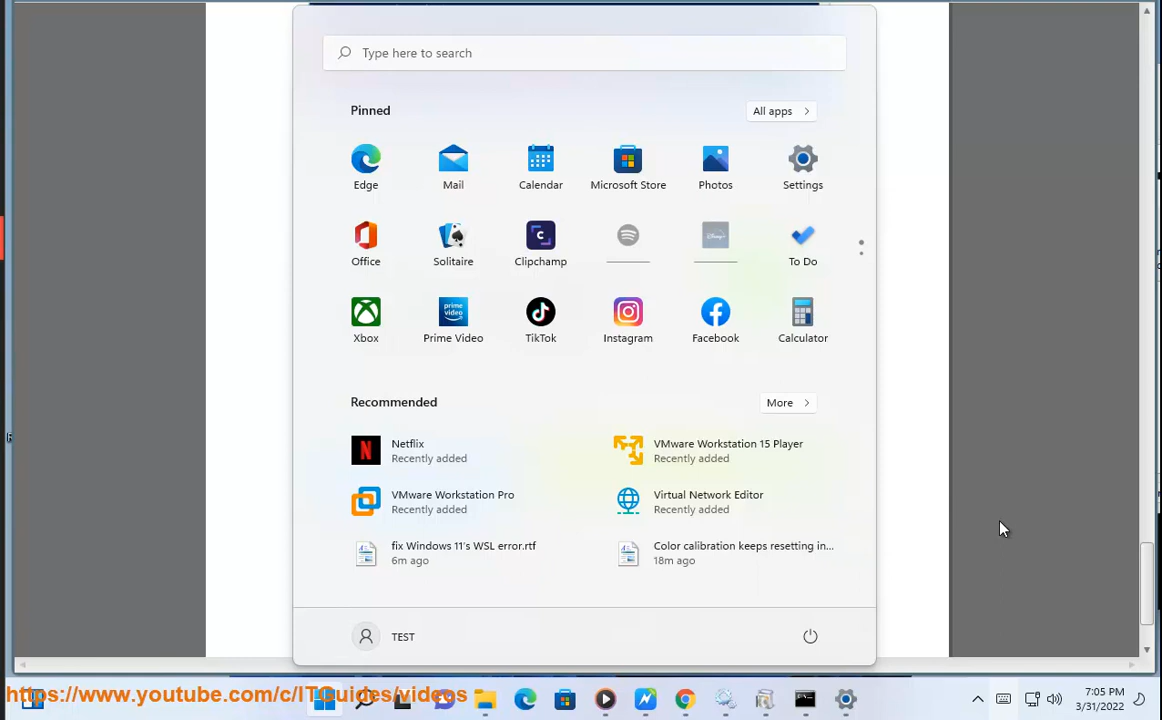 Type here to search
Pinned
All apps
Edge
Mail
Calendar
Microsoft Store
Photos
Settings
Office
Solitaire
Clipchamp
To Do
Xbox
Prime Video
TikTok
Instagram
Facebook
Calculator
Recommended
More
Netflix
Recently added
VMware Workstation 15 Player
Recently added
VMware Workstation Pro
Recently added
Virtual Network Editor
Recently added
fix Windows 11's WSL error.rtf
6m ago
Color calibration keeps resetting in...
18m ago
TEST
https://www.youtube.com/c/ITGuides/videos
7:05 PM
3/31/2022